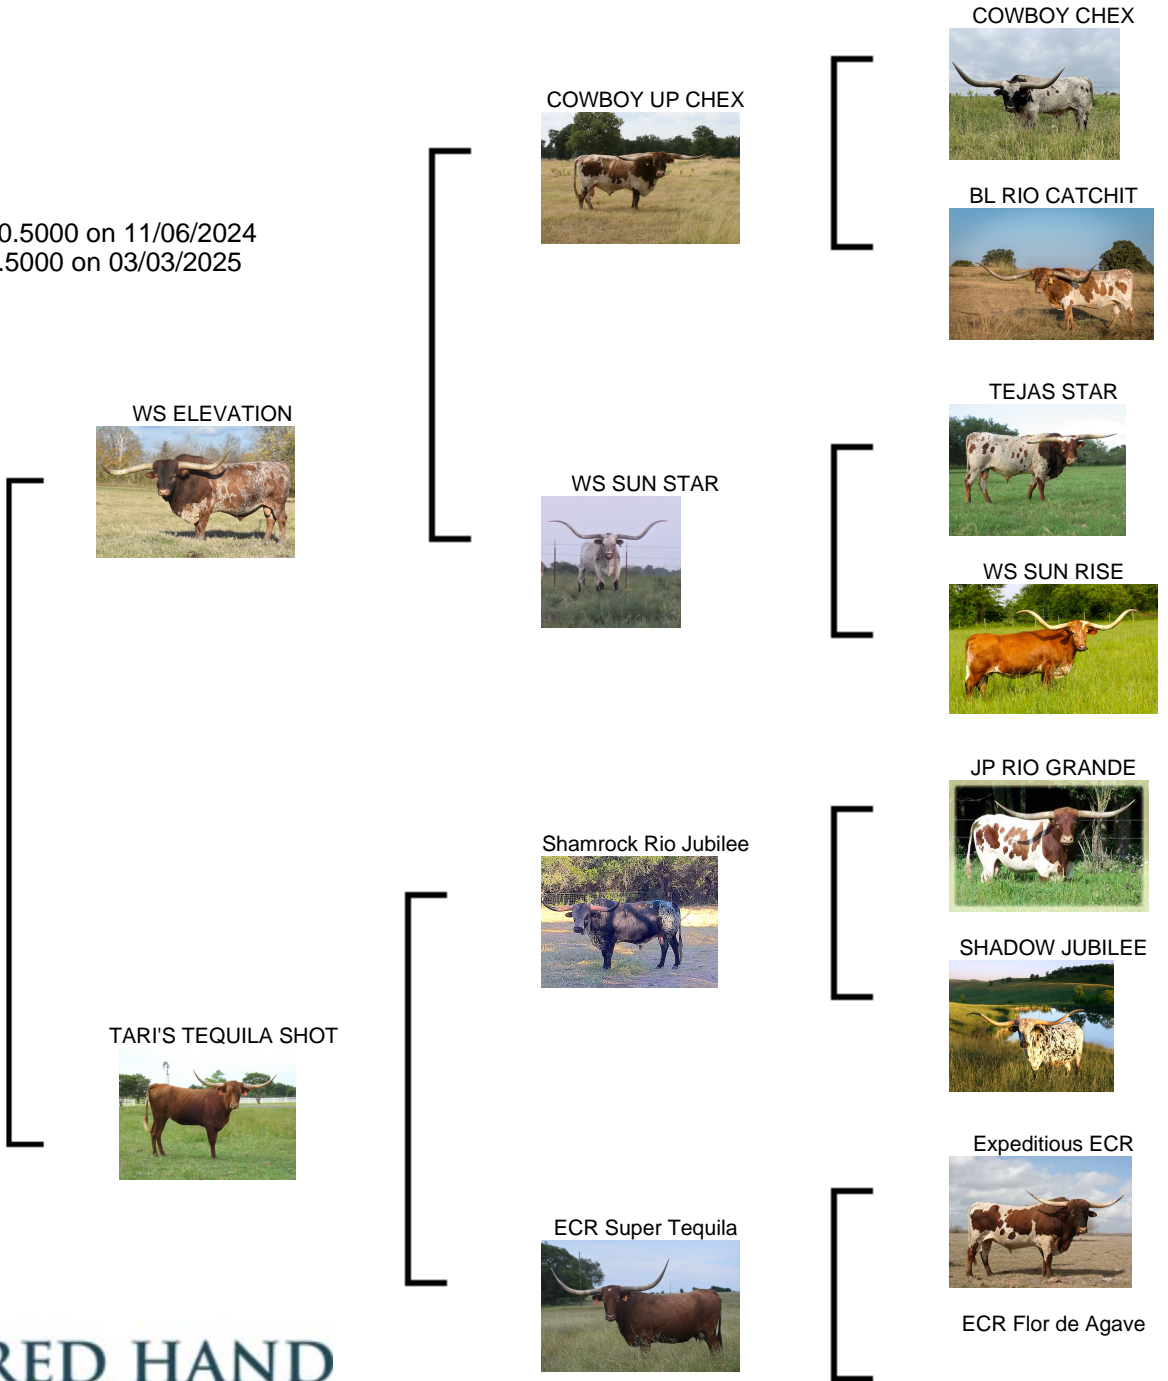 COWBOY CHEX
COWBOY UP CHEX
BL RIO CATCHIT
0.5000 on 11/06/2024
.5000 on 03/03/2025
TEJAS STAR
WS ELEVATION
WS SUN STAR
WS SUN RISE
JP RIO GRANDE
Shamrock Rio Jubilee
SHADOW JUBILEE
TARI'S TEQUILA SHOT
Expeditious ECR
ECR Super Tequila
ECR Flor de Agave
RED HAND